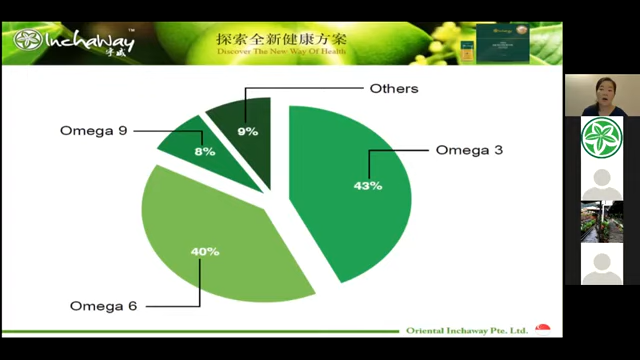 InchaWay™
探索全新健康方案
Discover The New Way Of Health
Others
9%
Omega 9
8%
Omega 3
43%
40%
Omega 6
Oriental Inchaway Pte. Ltd.